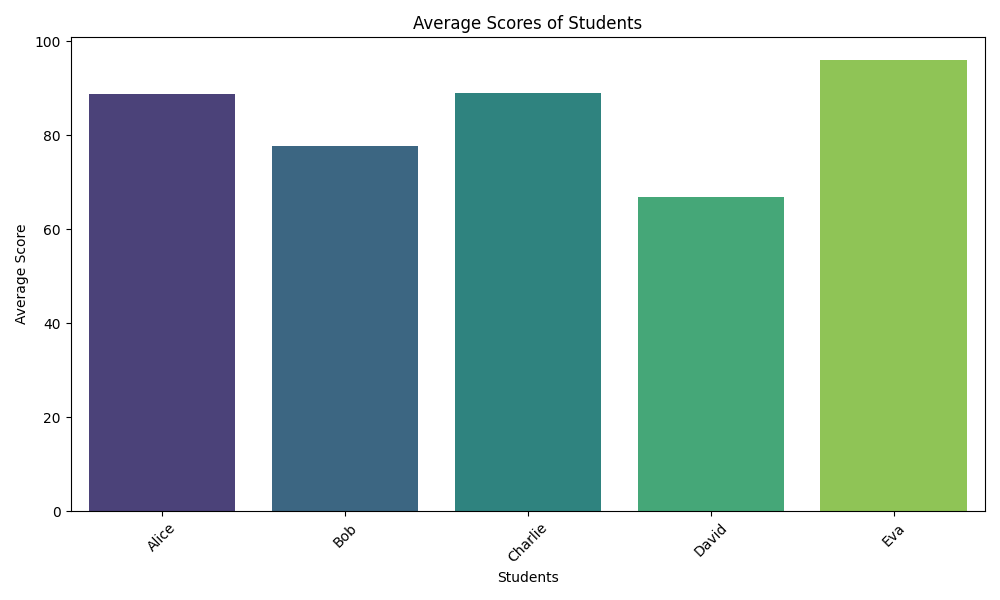 Average Scores of Students
Average Score
100
80
60
40
20
0
Alice
Bob
Charlie
David
Eva
Students